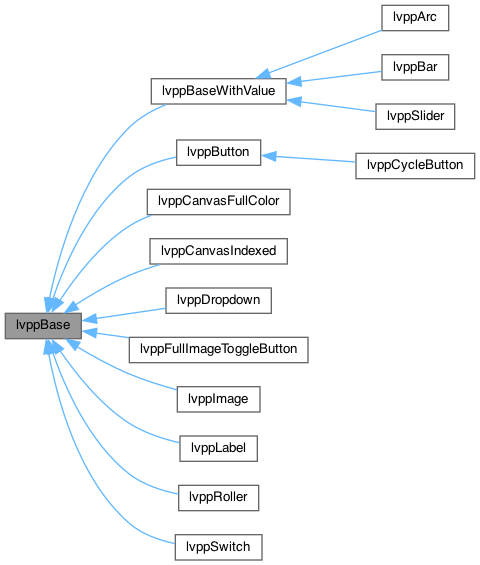 lvppArc
lvppBar
lvppBaseWithValue
lvppSlider
lvppButton
lvppCycleButton
lvppCanvasFullColor
lvppCanvasIndexed
lvppDropdown
lvppBase
lvppFullImageToggleButton
lvppImage
lvppLabel
lvppRoller
lvppSwitch